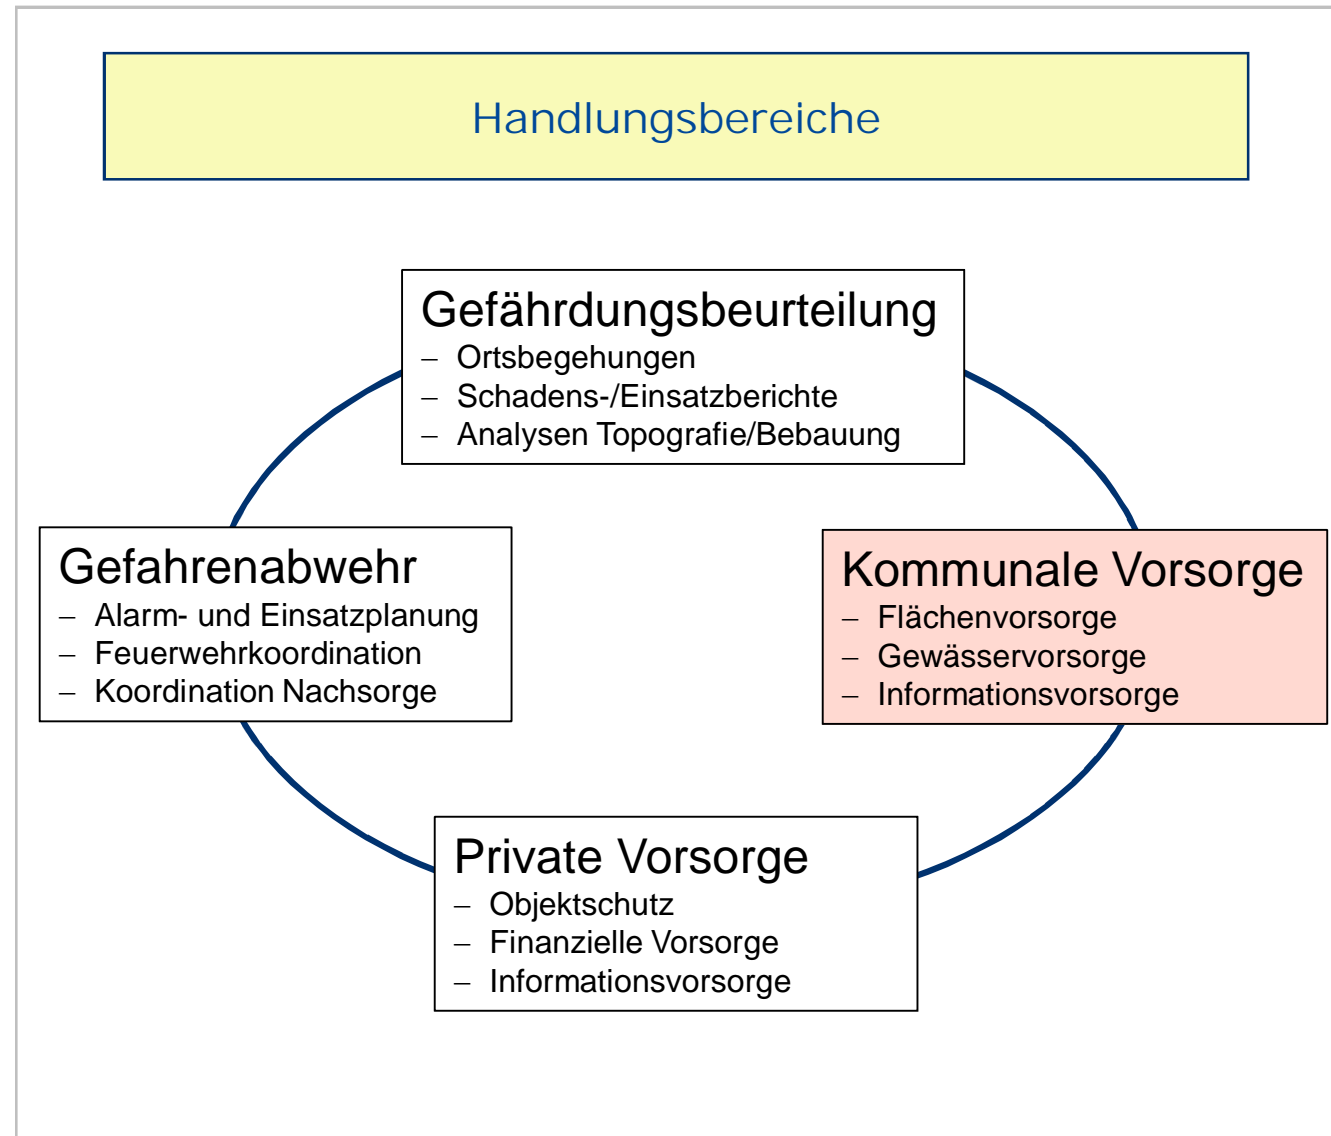 Handlungsbereiche
Gefährdungsbeurteilung
– Ortsbegehungen
– Schadens-/Einsatzberichte
– Analysen Topografie/Bebauung
Gefahrenabwehr
– Alarm- und Einsatzplanung
– Feuerwehrkoordination
– Koordination Nachsorge
Kommunale Vorsorge
– Flächenvorsorge
– Gewässervorsorge
– Informationsvorsorge
Private Vorsorge
– Objektschutz
– Finanzielle Vorsorge
– Informationsvorsorge